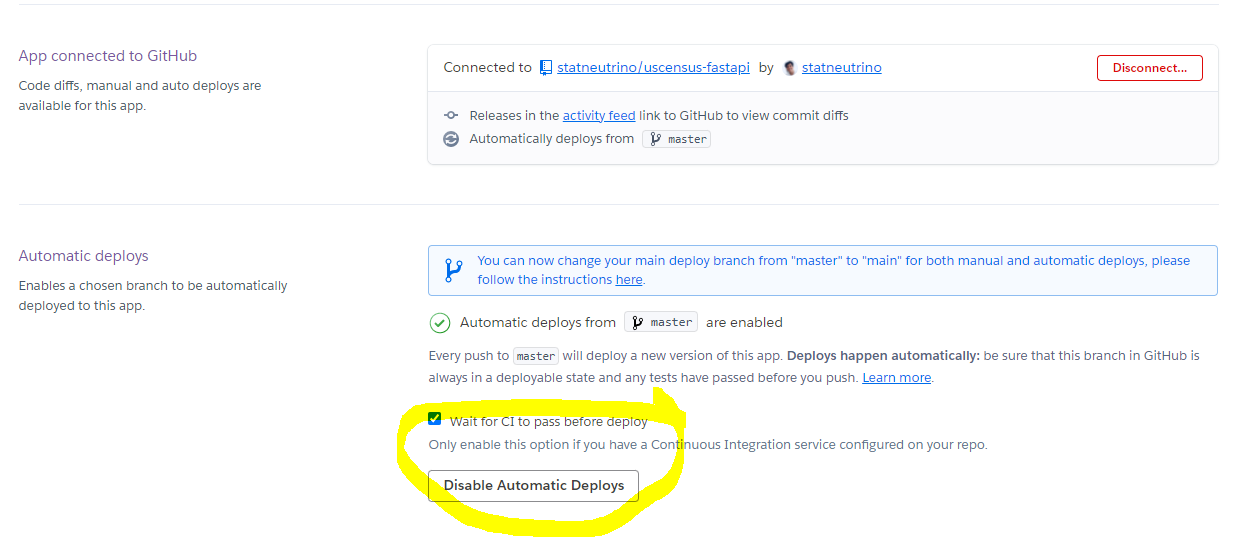 App connected to GitHub
Code diffs, manual and auto deploys are
available for this app.
Connected to statneutrino/uscensus-fastapi by statneutrino
Disconnect...
Releases in the activity feed link to GitHub to view commit diffs
Automatically deploys from master
Automatic deploys
Enables a chosen branch to be automatically
deployed to this app.
You can now change your main deploy branch from "master" to "main" for both manual and automatic deploys, please
follow the instructions here.
Automatic deploys from master are enabled
Every push to master will deploy a new version of this app. Deploys happen automatically: be sure that this branch in GitHub is
always in a deployable state and any tests have passed before you push. Learn more.
Wait for CI to pass before deploy
Only enable this option if you have a Continuous Integration service configured on your repo.
Disable Automatic Deploys